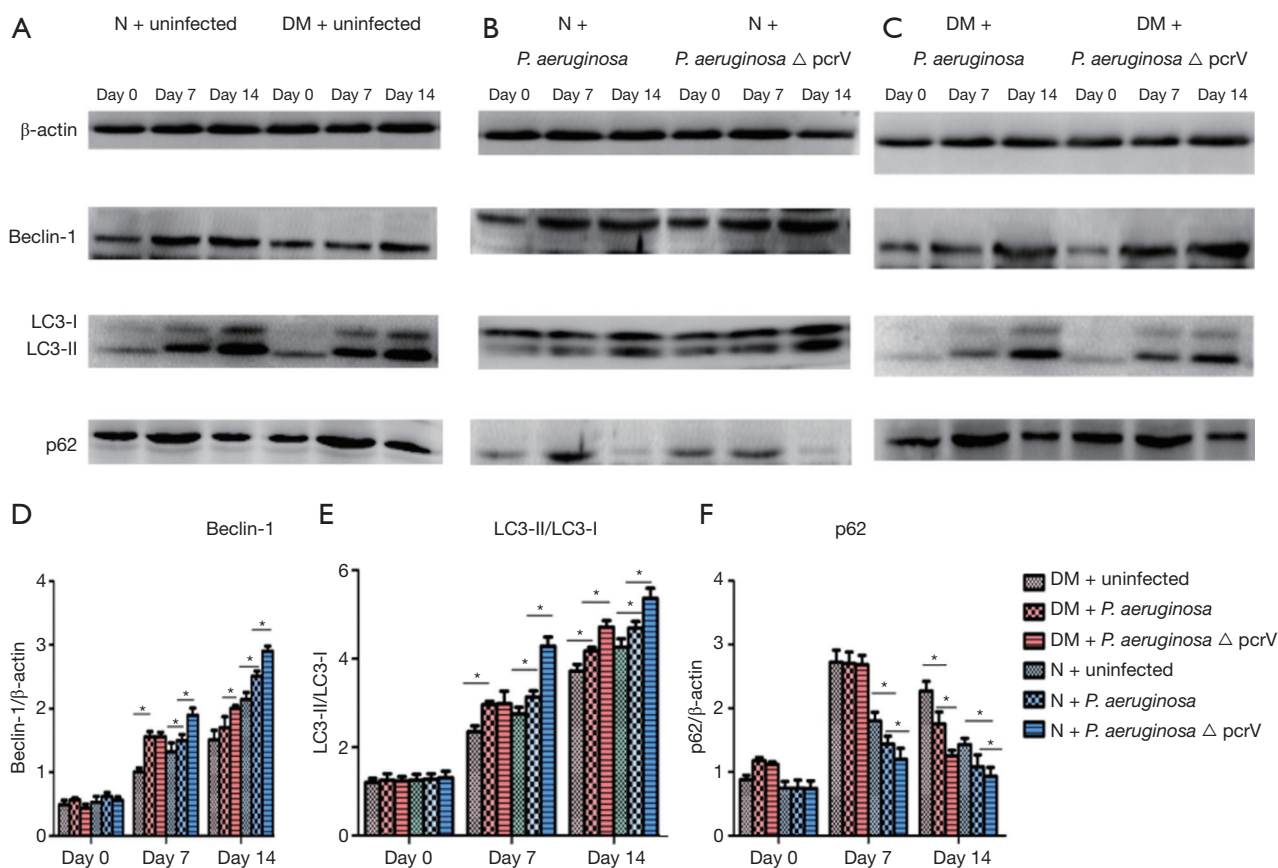 A
N + uninfected DM + uninfected
Day 0 Day 7 Day 14 Day 0 Day 7 Day 14
β-actin
Beclin-1
LC3-I
LC3-II
p62
B
N + N +
P. aeruginosa P. aeruginosa △ pcrV
Day 0 Day 7 Day 14 Day 0 Day 7 Day 14
C
DM + DM +
P. aeruginosa P. aeruginosa △ pcrV
Day 0 Day 7 Day 14 Day 0 Day 7 Day 14
D
Beclin-1
Beclin-1/β-actin
4
3
2
1
0
* * * * * * *
Day 0 Day 7 Day 14
E
LC3-II/LC3-I
LC3-II/LC3-I
6
4
2
0
* * * * * * *
Day 0 Day 7 Day 14
F
p62
p62/β-actin
4
3
2
1
0
* * * * * *
Day 0 Day 7 Day 14
DM + uninfected
DM + P. aeruginosa
DM + P. aeruginosa △ pcrV
N + uninfected
N + P. aeruginosa
N + P. aeruginosa △ pcrV